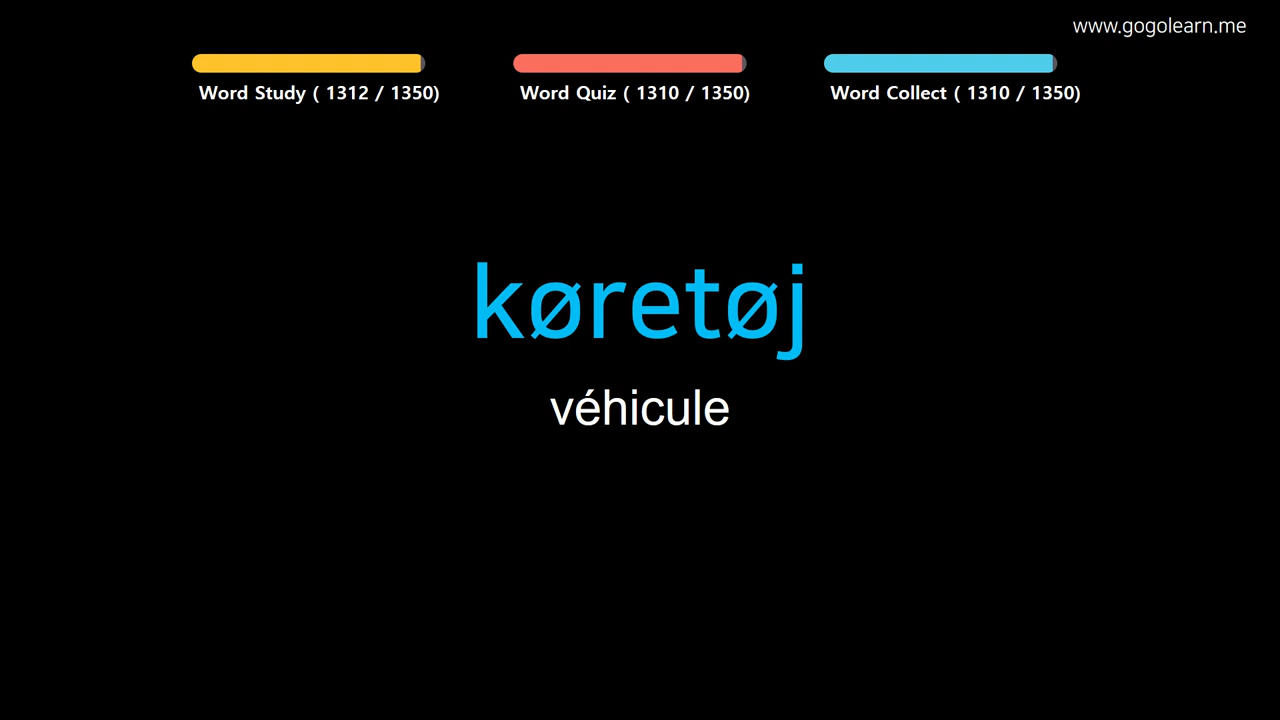 www.gogolearn.me
Word Study ( 1312 / 1350)
Word Quiz ( 1310 / 1350)
Word Collect ( 1310 / 1350)
køretøj
véhicule